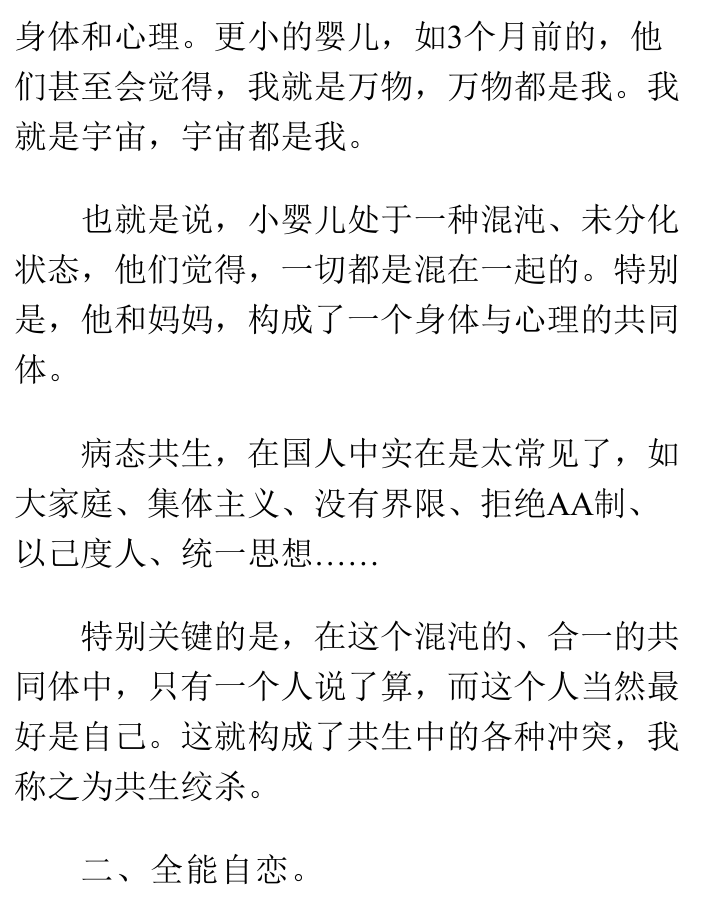 身体和心理。更小的婴儿，如3个月前的，他
们甚至会觉得，我就是万物，万物都是我。我
就是宇宙，宇宙都是我。
也就是说，小婴儿处于一种混沌、未分化
状态，他们觉得，一切都是混在一起的。特别
是，他和妈妈，构成了一个身体与心理的共同
体。
病态共生，在国人中实在是太常见了，如
大家庭、集体主义、没有界限、拒绝AA制、
以己度人、统一思想……
特别关键的是，在这个混沌的、合一的共
同体中，只有一个人说了算，而这个人当然最
好是自己。这就构成了共生中的各种冲突，我
称之为共生绞杀。
二、全能自恋。